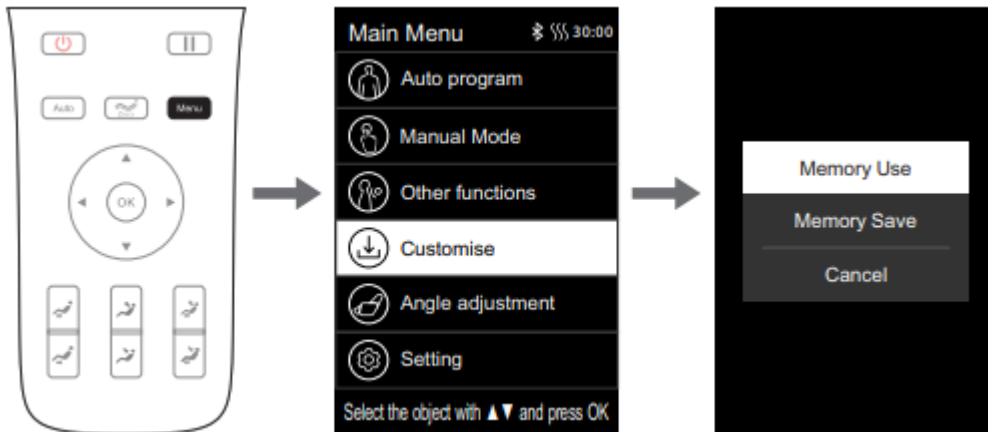 Auto
Menu
OK
Main Menu 30:00
Auto program
Manual Mode
Other functions
Customise
Angle adjustment
Setting
Select the object with ▲▼ and press OK
Memory Use
Memory Save
Cancel